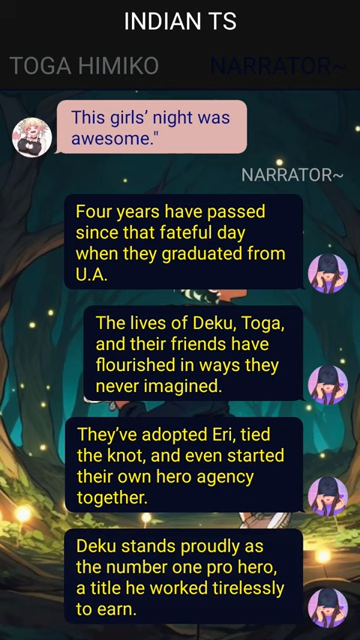 INDIAN TS
TOGA HIMIKO
NARRATOR~
This girls' night was
awesome."
NARRATOR~
Four years have passed
since that fateful day
when they graduated from
U.A.
The lives of Deku, Toga,
and their friends have
flourished in ways they
never imagined.
They've adopted Eri, tied
the knot, and even started
their own hero agency
together.
Deku stands proudly as
the number one pro hero,
a title he worked tirelessly
to earn.